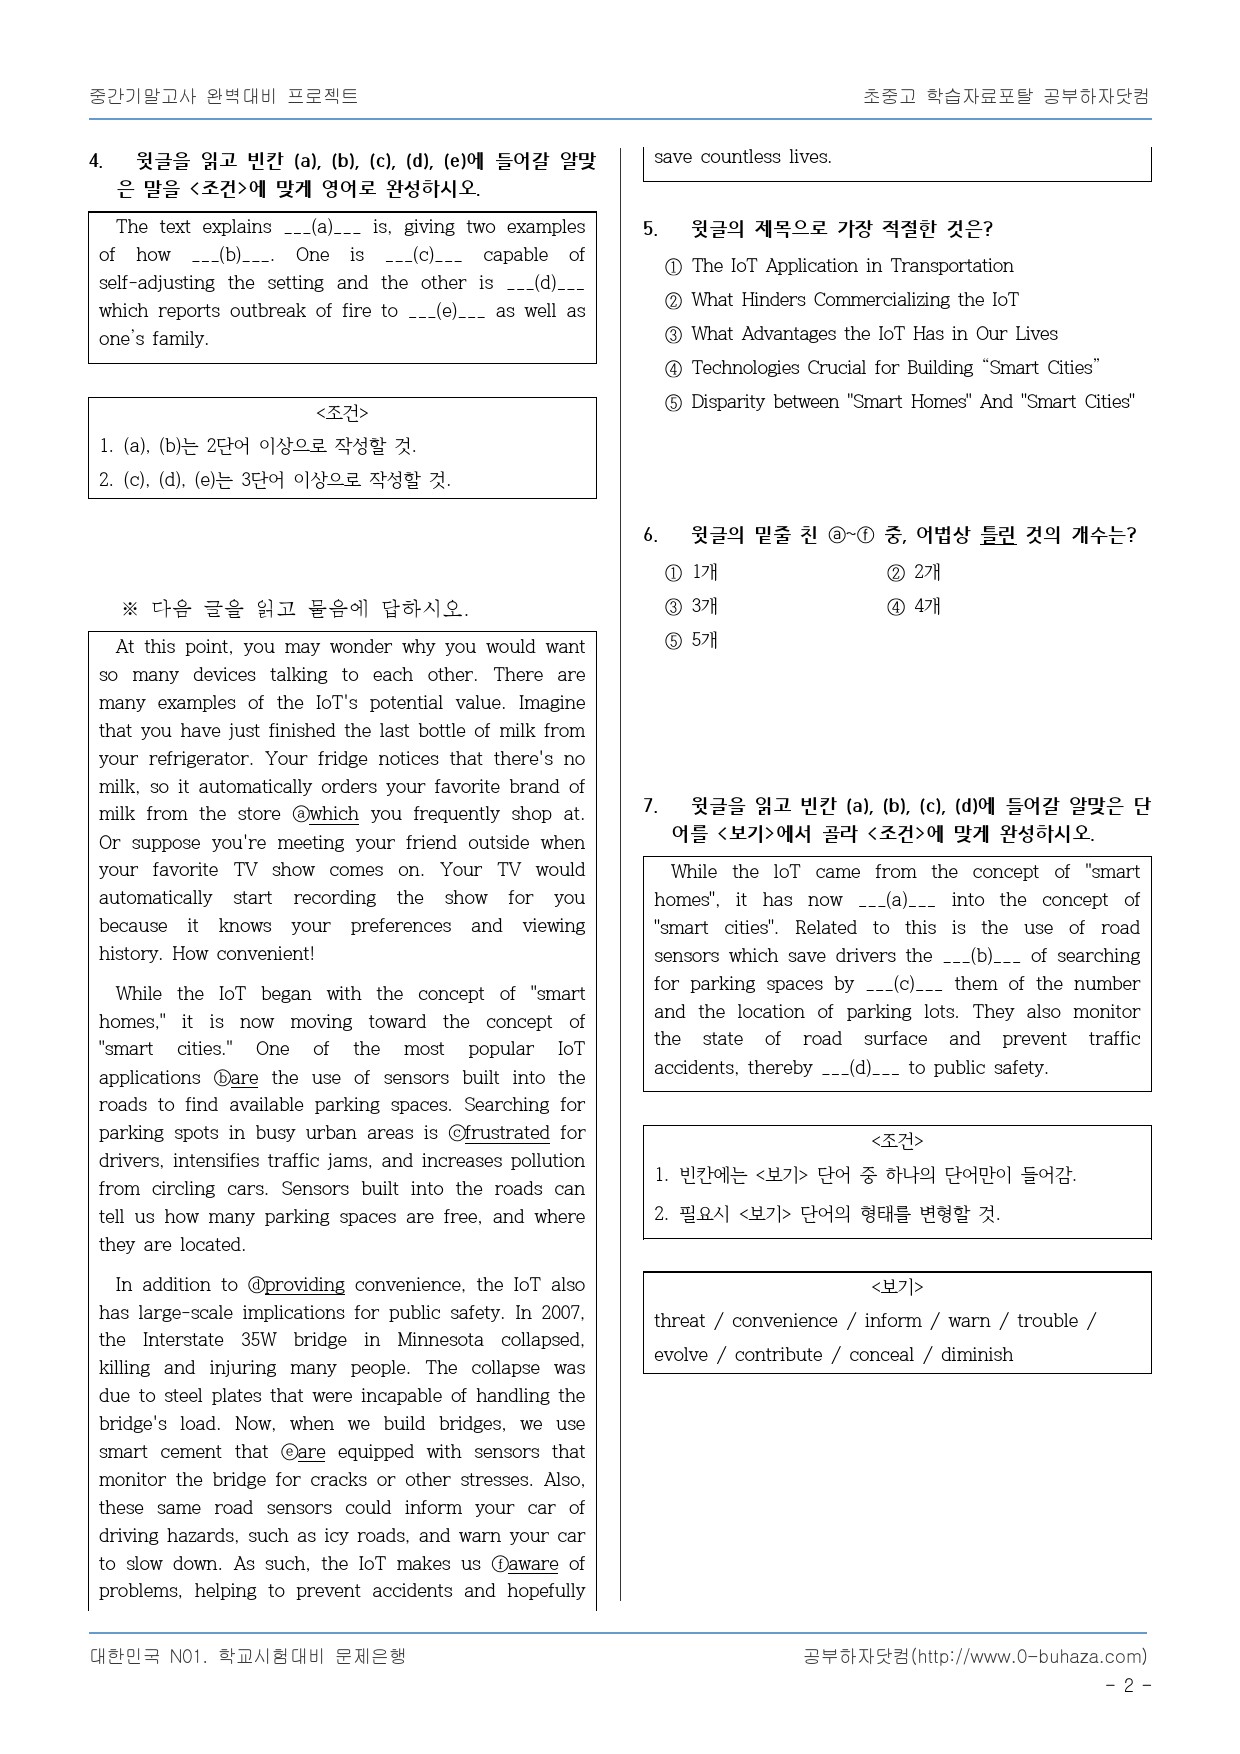 중간기말고사 완벽대비 프로젝트
초중고 학습자료포탈 공부하자닷컴
4. 윗글을 읽고 빈칸 (a), (b), (c), (d), (e)에 들어갈 알맞
은 말을 <조건>에 맞게 영어로 완성하시오.
The text explains ___(a)___ is, giving two examples
of how ___(b)___. One is ___(c)___ capable of
self-adjusting the setting and the other is ___(d)___
which reports outbreak of fire to ___(e)___ as well as
one's family.
<조건>
1. (a), (b)는 2단어 이상으로 작성할 것.
2. (c), (d), (e)는 3단어 이상으로 작성할 것.
※ 다음 글을 읽고 물음에 답하시오.
At this point, you may wonder why you would want
so many devices talking to each other. There are
many examples of the IoT's potential value. Imagine
that you have just finished the last bottle of milk from
your refrigerator. Your fridge notices that there's no
milk, so it automatically orders your favorite brand of
milk from the store ⓐwhich you frequently shop at.
Or suppose you're meeting your friend outside when
your favorite TV show comes on. Your TV would
automatically start recording the show for you
because it knows your preferences and viewing
history. How convenient!
While the IoT began with the concept of "smart
homes," it is now moving toward the concept of
"smart cities." One of the most popular IoT
applications ⓑare the use of sensors built into the
roads to find available parking spaces. Searching for
parking spots in busy urban areas is ⓒfrustrated for
drivers, intensifies traffic jams, and increases pollution
from circling cars. Sensors built into the roads can
tell us how many parking spaces are free, and where
they are located.
In addition to ⓓproviding convenience, the IoT also
has large-scale implications for public safety. In 2007,
the Interstate 35W bridge in Minnesota collapsed,
killing and injuring many people. The collapse was
due to steel plates that were incapable of handling the
bridge's load. Now, when we build bridges, we use
smart cement that ⓔare equipped with sensors that
monitor the bridge for cracks or other stresses. Also,
these same road sensors could inform your car of
driving hazards, such as icy roads, and warn your car
to slow down. As such, the IoT makes us ⓕaware of
problems, helping to prevent accidents and hopefully
save countless lives.
5. 윗글의 제목으로 가장 적절한 것은?
① The IoT Application in Transportation
② What Hinders Commercializing the IoT
③ What Advantages the IoT Has in Our Lives
④ Technologies Crucial for Building “Smart Cities”
⑤ Disparity between "Smart Homes" And "Smart Cities"
6. 윗글의 밑줄 친 ⓐ~ⓕ 중, 어법상 틀린 것의 개수는?
① 1개 ② 2개
③ 3개 ④ 4개
⑤ 5개
7. 윗글을 읽고 빈칸 (a), (b), (c), (d)에 들어갈 알맞은 단
어를 <보기>에서 골라 <조건>에 맞게 완성하시오.
While the loT came from the concept of "smart
homes", it has now ___(a)___ into the concept of
"smart cities". Related to this is the use of road
sensors which save drivers the ___(b)___ of searching
for parking spaces by ___(c)___ them of the number
and the location of parking lots. They also monitor
the state of road surface and prevent traffic
accidents, thereby ___(d)___ to public safety.
<조건>
1. 빈칸에는 <보기> 단어 중 하나의 단어만이 들어감.
2. 필요시 <보기> 단어의 형태를 변형할 것.
<보기>
threat / convenience / inform / warn / trouble /
evolve / contribute / conceal / diminish
대한민국 N01. 학교시험대비 문제은행
공부하자닷컴(http://www.0-buhaza.com)
- 2 -